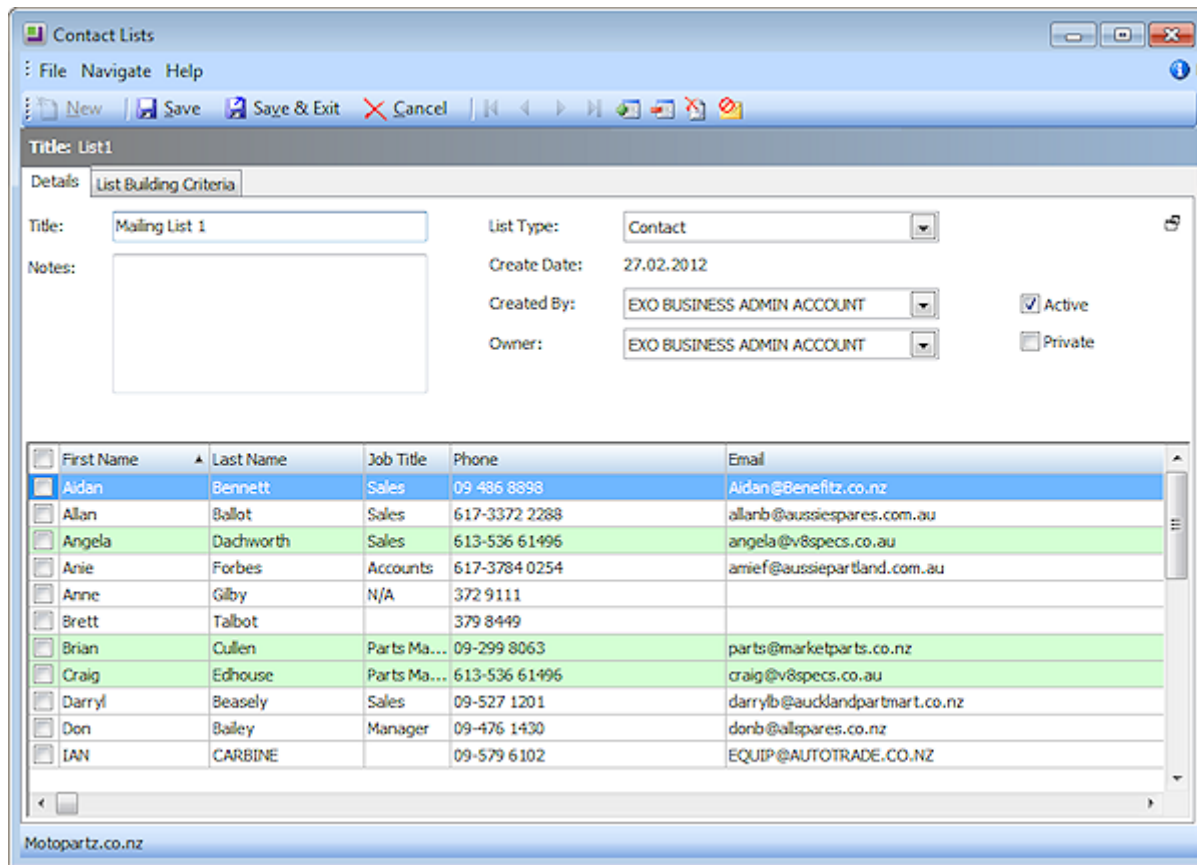 Contact Lists
File Navigate Help
New Save Save & Exit Cancel
Title: List1
Details List Building Criteria
Title: Mailing List 1 List Type: Contact
Notes: Create Date: 27.02.2012
Created By: EXO BUSINESS ADMIN ACCOUNT Active
Owner: EXO BUSINESS ADMIN ACCOUNT Private
First Name Last Name Job Title Phone Email
Aidan Bennett Sales 09 486 8898 Aidan@Benefitz.co.nz
Allan Ballot Sales 617-3372 2288 allanb@aussiespares.com.au
Angela Dachworth Sales 613-536 61496 angela@v8specs.co.au
Anie Forbes Accounts 617-3784 0254 amief@aussiepartland.com.au
Anne Gilby N/A 372 9111
Brett Talbot 379 8449
Brian Cullen Parts Ma... 09-299 8063 parts@marketparts.co.nz
Craig Edhouse Parts Ma... 613-536 61496 craig@v8specs.co.au
Darryl Beasely Sales 09-527 1201 darrylb@aucklandpartmart.co.nz
Don Bailey Manager 09-476 1430 donb@allspares.co.nz
IAN CARBINE 09-579 6102 EQUIP@AUTOTRADE.CO.NZ
Motopartz.co.nz